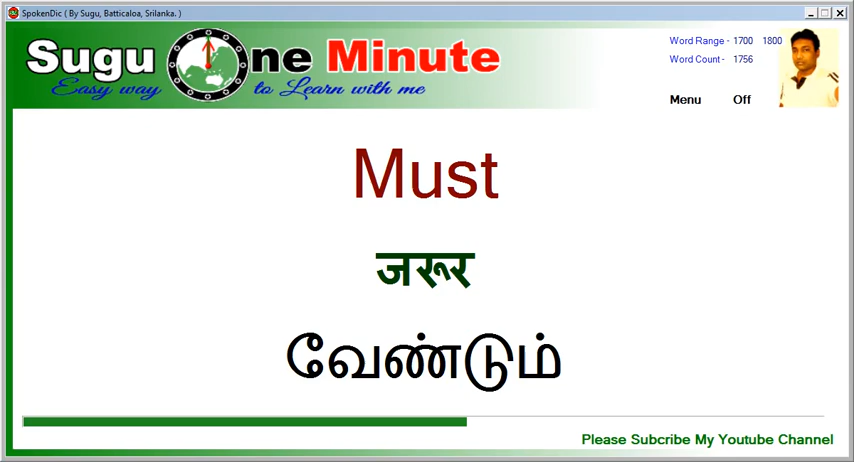 SpokenDic ( By Sugu, Batticaloa, Srilanka. )
Sugu One Minute
Easy way to Learn with me
Word Range - 1700 1800
Word Count - 1756
Menu Off
Must
जरूर
வேண்டும்
Please Subcribe My Youtube Channel